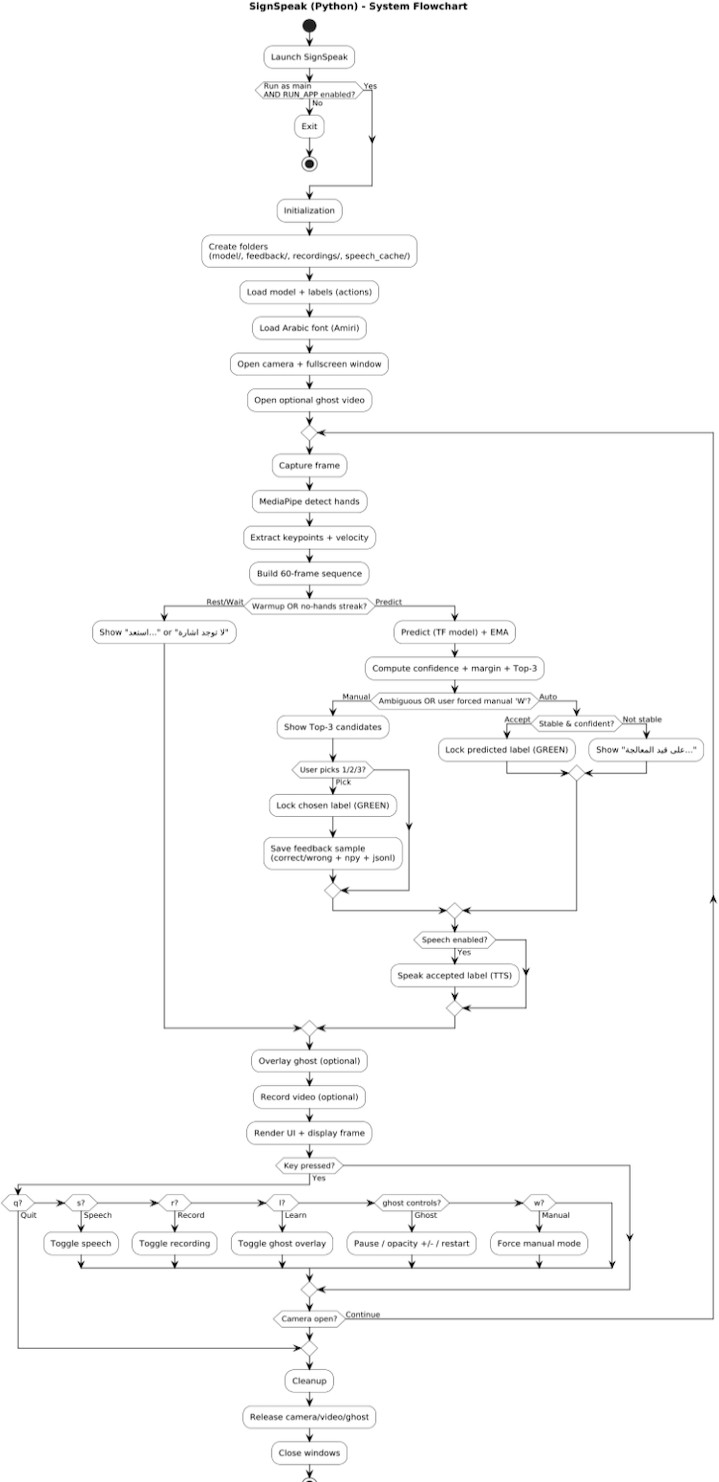 SignSpeak (Python) - System Flowchart
Launch SignSpeak
Run as main
AND RUN_APP enabled?
Yes
No
Exit
Initialization
Create folders
(model/, feedback/, recordings/, speech_cache/)
Load model + labels (actions)
Load Arabic font (Amiri)
Open camera + fullscreen window
Open optional ghost video
Capture frame
MediaPipe detect hands
Extract keypoints + velocity
Build 60-frame sequence
Rest/Wait
Warmup OR no-hands streak?
Predict
Show "استعد..." or "لا توجد اشارة"
Predict (TF model) + EMA
Compute confidence + margin + Top-3
Manual
Ambiguous OR user forced manual 'W'?
Auto
Show Top-3 candidates
Accept
Stable & confident?
Not stable
Lock predicted label (GREEN)
Show "على قيد المعالجة..."
User picks 1/2/3?
Pick
Lock chosen label (GREEN)
Save feedback sample
(correct/wrong + npy + jsonl)
Speech enabled?
Yes
Speak accepted label (TTS)
Overlay ghost (optional)
Record video (optional)
Render UI + display frame
Key pressed?
Yes
q?
s?
r?
l?
ghost controls?
w?
Quit
Speech
Record
Learn
Ghost
Manual
Toggle speech
Toggle recording
Toggle ghost overlay
Pause / opacity +/- / restart
Force manual mode
Camera open?
Continue
Cleanup
Release camera/video/ghost
Close windows